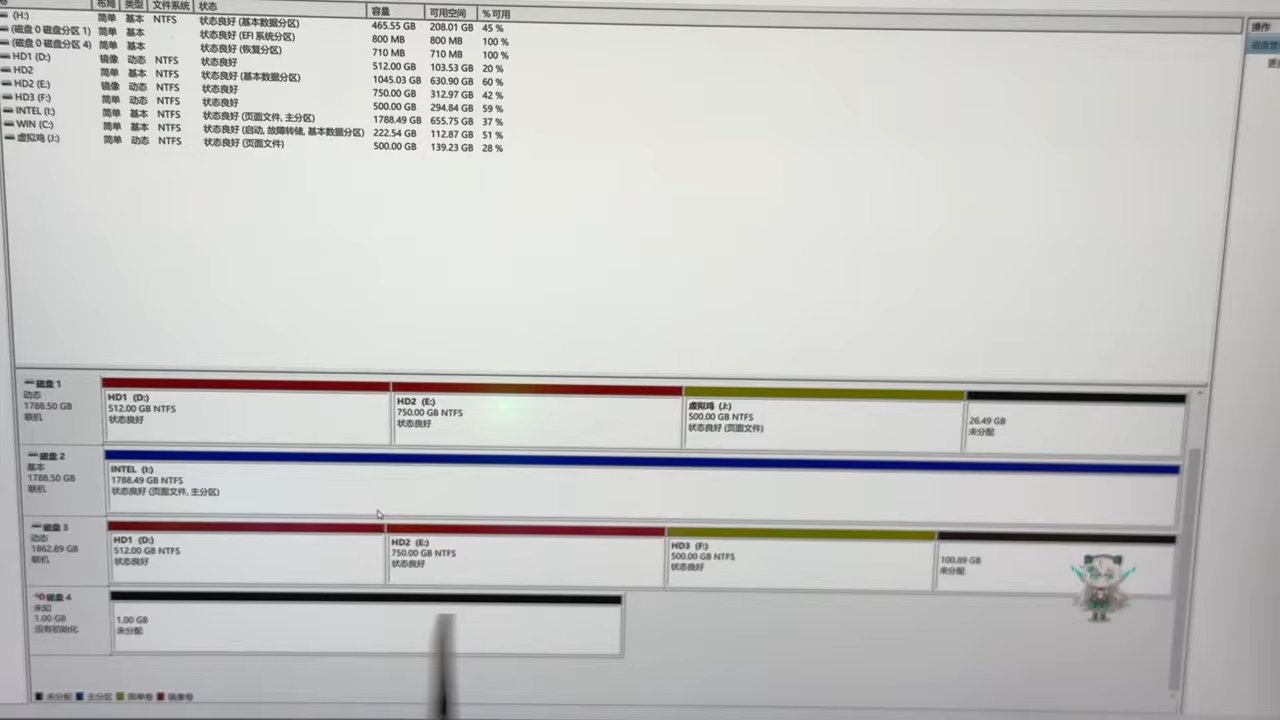 布局 类型 文件系统 状态 容量 可用空间 % 可用
(H:) 简单 基本 NTFS 状态良好 (基本数据分区) 465.55 GB 208.01 GB 45 %
(磁盘 0 磁盘分区 1) 简单 基本 状态良好 (EFI 系统分区) 800 MB 800 MB 100 %
(磁盘 0 磁盘分区 4) 简单 基本 状态良好 (恢复分区) 710 MB 710 MB 100 %
HD1 (D:) 镜像 动态 NTFS 状态良好 512.00 GB 103.53 GB 20 %
HD2 简单 基本 NTFS 状态良好 (基本数据分区) 1045.03 GB 630.90 GB 60 %
HD2 (E:) 镜像 动态 NTFS 状态良好 750.00 GB 312.97 GB 42 %
HD3 (F:) 简单 动态 NTFS 状态良好 500.00 GB 294.84 GB 59 %
INTEL (I:) 简单 基本 NTFS 状态良好 (页面文件, 主分区) 1788.49 GB 655.75 GB 37 %
WIN (C:) 简单 基本 NTFS 状态良好 (启动, 故障转储, 基本数据分区) 222.54 GB 112.87 GB 51 %
虚拟鸡 (J:) 简单 动态 NTFS 状态良好 (页面文件) 500.00 GB 139.23 GB 28 %
操作
磁盘 1
动态
1788.50 GB
联机
HD1 (D:)
512.00 GB NTFS
状态良好
HD2 (E:)
750.00 GB NTFS
状态良好
虚拟鸡 (J:)
500.00 GB NTFS
状态良好 (页面文件)
26.49 GB
未分配
磁盘 2
基本
1788.50 GB
联机
INTEL (I:)
1788.49 GB NTFS
状态良好 (页面文件, 主分区)
磁盘 3
动态
1862.89 GB
联机
HD1 (D:)
512.00 GB NTFS
状态良好
HD2 (E:)
750.00 GB NTFS
状态良好
HD3 (F:)
500.00 GB NTFS
状态良好
100.89 GB
未分配
磁盘 4
未知
1.00 GB
没有初始化
1.00 GB
未分配
未分配 主分区 简单卷 镜像卷